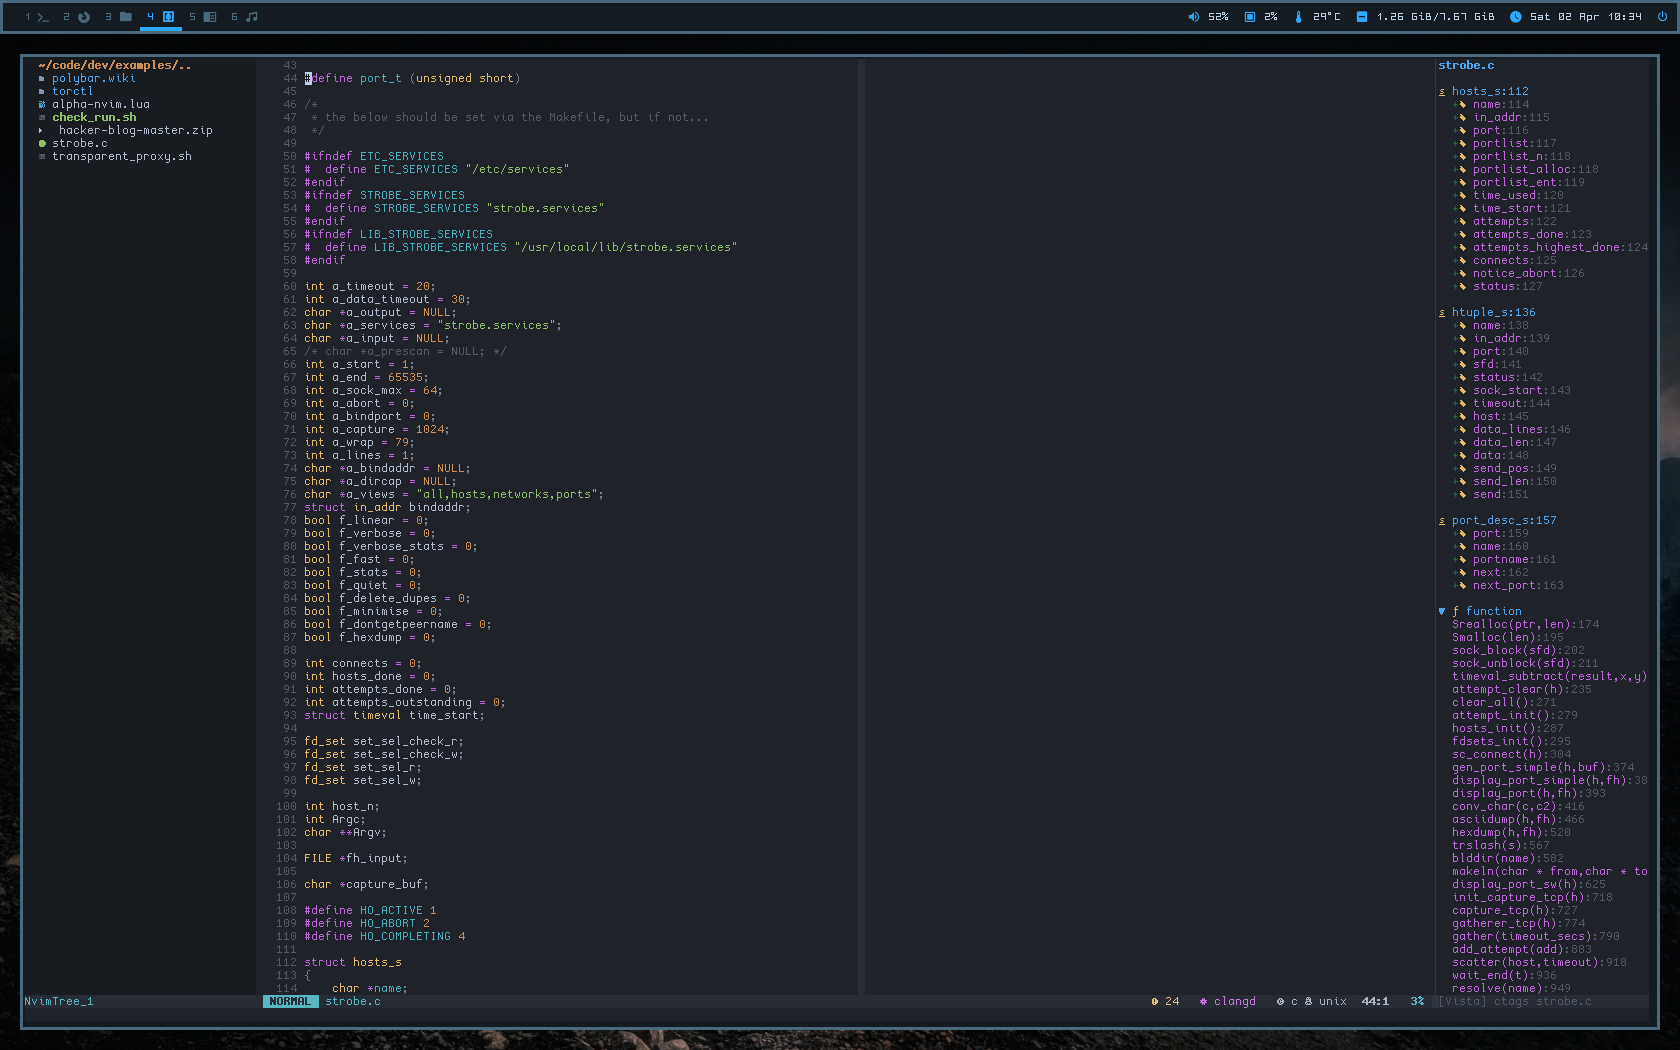 1 2 3 4 5 6
52% 2% 29°C 1.26 GiB/7.67 GiB Sat 02 Apr 10:34
~/code/dev/examples/..
polybar.wiki
torctl
alpha-nvim.lua
check_run.sh
hacker-blog-master.zip
strobe.c
transparent_proxy.sh
NvimTree_1
43
44 #define port_t (unsigned short)
45
46 /*
47  * the below should be set via the Makefile, but if not...
48  */
49
50 #ifndef ETC_SERVICES
51 #  define ETC_SERVICES "/etc/services"
52 #endif
53 #ifndef STROBE_SERVICES
54 #  define STROBE_SERVICES "strobe.services"
55 #endif
56 #ifndef LIB_STROBE_SERVICES
57 #  define LIB_STROBE_SERVICES "/usr/local/lib/strobe.services"
58 #endif
59
60 int a_timeout = 20;
61 int a_data_timeout = 30;
62 char *a_output = NULL;
63 char *a_services = "strobe.services";
64 char *a_input = NULL;
65 /* char *a_prescan = NULL; */
66 int a_start = 1;
67 int a_end = 65535;
68 int a_sock_max = 64;
69 int a_abort = 0;
70 int a_bindport = 0;
71 int a_capture = 1024;
72 int a_wrap = 79;
73 int a_lines = 1;
74 char *a_bindaddr = NULL;
75 char *a_dircap = NULL;
76 char *a_views = "all,hosts,networks,ports";
77 struct in_addr bindaddr;
78 bool f_linear = 0;
79 bool f_verbose = 0;
80 bool f_verbose_stats = 0;
81 bool f_fast = 0;
82 bool f_stats = 0;
83 bool f_quiet = 0;
84 bool f_delete_dupes = 0;
85 bool f_minimise = 0;
86 bool f_dontgetpeername = 0;
87 bool f_hexdump = 0;
88
89 int connects = 0;
90 int hosts_done = 0;
91 int attempts_done = 0;
92 int attempts_outstanding = 0;
93 struct timeval time_start;
94
95 fd_set set_sel_check_r;
96 fd_set set_sel_check_w;
97 fd_set set_sel_r;
98 fd_set set_sel_w;
99
100 int host_n;
101 int Argc;
102 char **Argv;
103
104 FILE *fh_input;
105
106 char *capture_buf;
107
108 #define HO_ACTIVE 1
109 #define HO_ABORT 2
110 #define HO_COMPLETING 4
111
112 struct hosts_s
113 {
114     char *name;
NORMAL strobe.c 24 clangd c unix 44:1 3%
strobe.c
s hosts_s:112
+ name:114
+ in_addr:115
+ port:116
+ portlist:117
+ portlist_n:118
+ portlist_alloc:118
+ portlist_ent:119
+ time_used:120
+ time_start:121
+ attempts:122
+ attempts_done:123
+ attempts_highest_done:124
+ connects:125
+ notice_abort:126
+ status:127
s htuple_s:136
+ name:138
+ in_addr:139
+ port:140
+ sfd:141
+ status:142
+ sock_start:143
+ timeout:144
+ host:145
+ data_lines:146
+ data_len:147
+ data:148
+ send_pos:149
+ send_len:150
+ send:151
s port_desc_s:157
+ port:159
+ name:160
+ portname:161
+ next:162
+ next_port:163
▼ ƒ function
Srealloc(ptr,len):174
Smalloc(len):195
sock_block(sfd):202
sock_unblock(sfd):211
timeval_subtract(result,x,y)
attempt_clear(h):235
clear_all():271
attempt_init():279
hosts_init():287
fdsets_init():295
sc_connect(h):304
gen_port_simple(h,buf):374
display_port_simple(h,fh):38
display_port(h,fh):393
conv_char(c,c2):416
asciidump(h,fh):466
hexdump(h,fh):520
trslash(s):567
blddir(name):582
makeln(char * from,char * to
display_port_sw(h):625
init_capture_tcp(h):718
capture_tcp(h):727
gatherer_tcp(h):774
gather(timeout_secs):790
add_attempt(add):883
scatter(host,timeout):918
wait_end(t):936
resolve(name):949
[Vista] ctags strobe.c